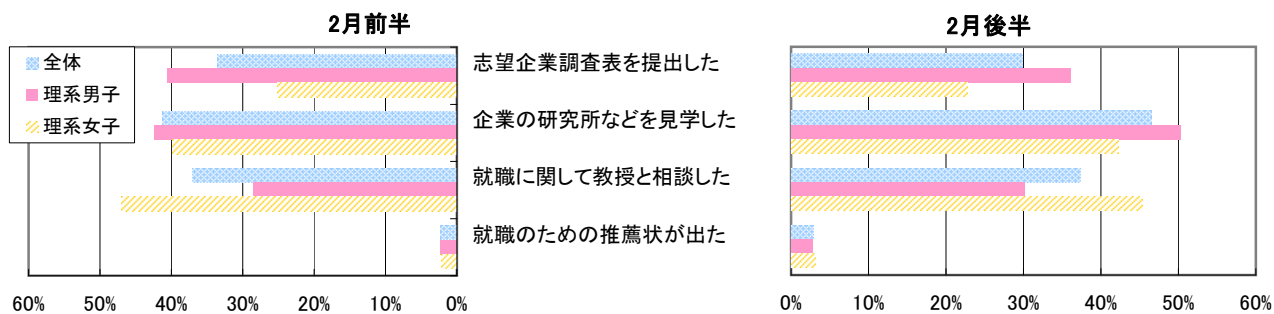 2月前半
2月後半
全体
理系男子
理系女子
志望企業調査表を提出した
企業の研究所などを見学した
就職に関して教授と相談した
就職のための推薦状が出た
60% 50% 40% 30% 20% 10% 0%
0% 10% 20% 30% 40% 50% 60%